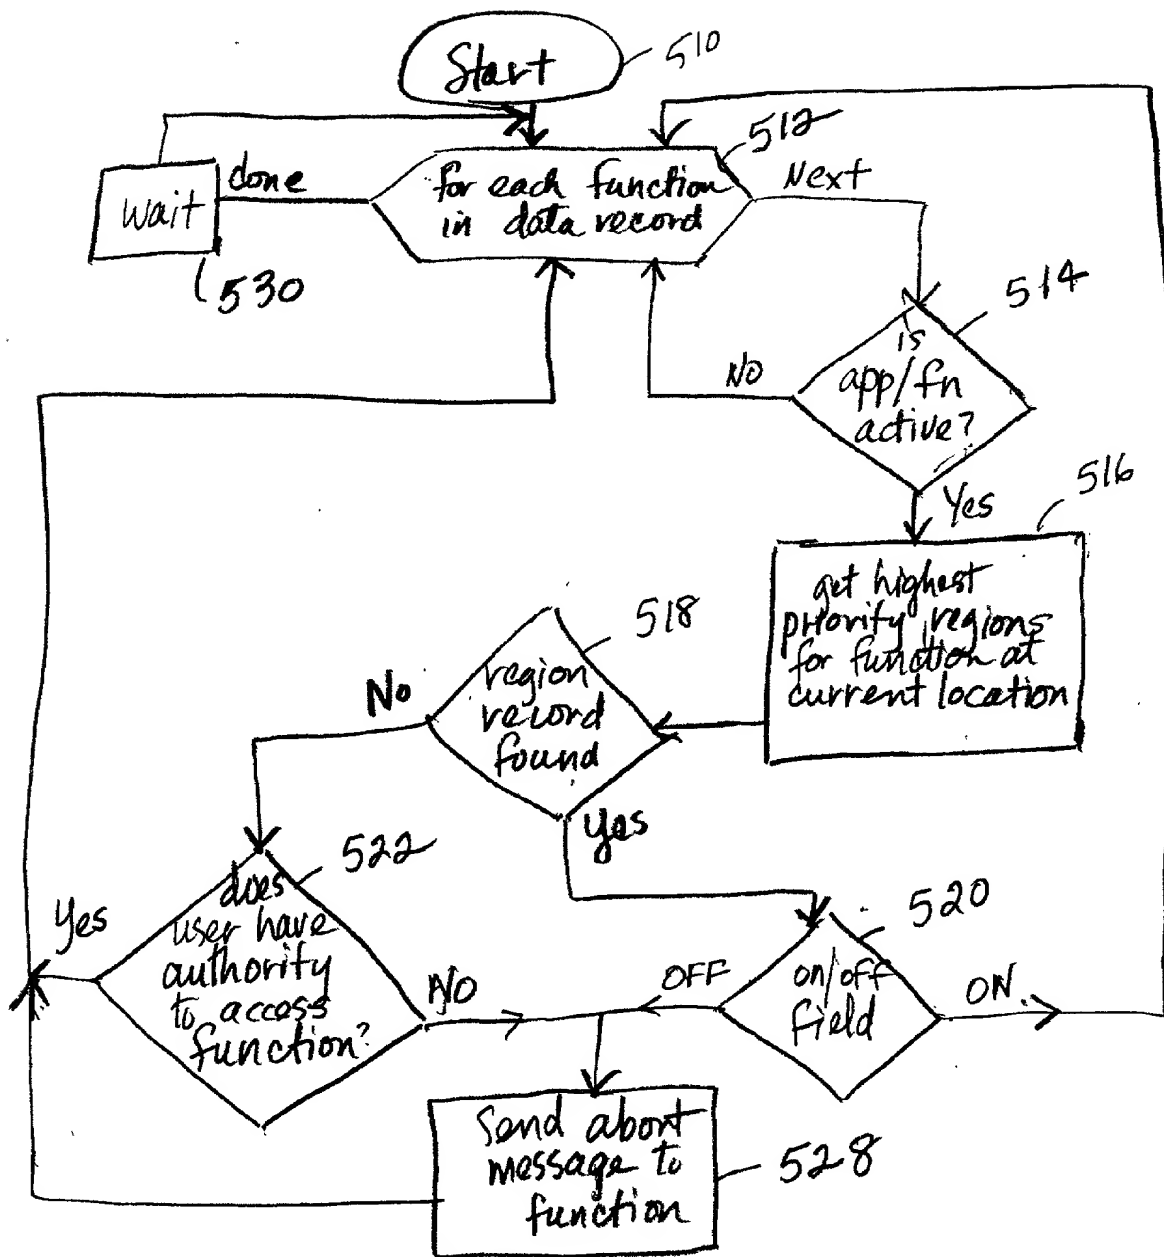 Start
510
512
for each function
in data record
done
Next
wait
530
514
is
app/fn
active?
NO
Yes
516
get highest
priority regions
for function at
current location
518
region
record
found
No
yes
522
does
user have
authority
to access
function?
Yes
NO
520
on/off
field
OFF
ON.
Send abort
message to
function
528